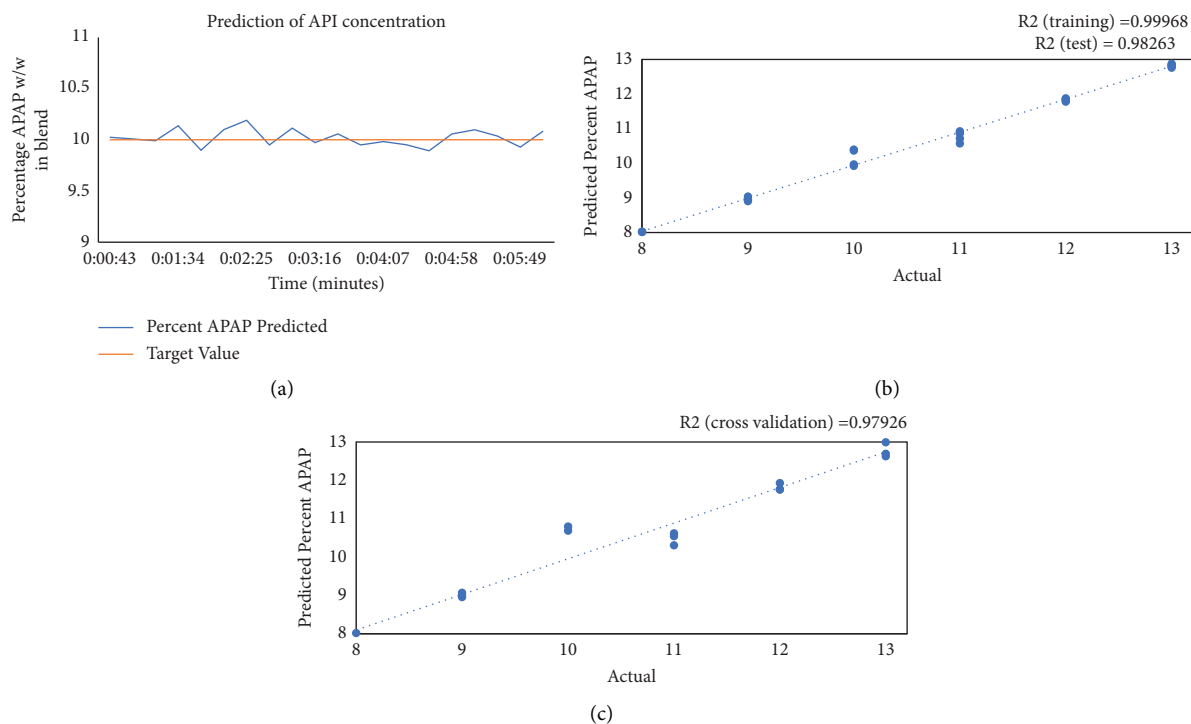 Prediction of API concentration
Percentage APAP w/w
in blend
11
10.5
10
9.5
9
0:00:43 0:01:34 0:02:25 0:03:16 0:04:07 0:04:58 0:05:49
Time (minutes)
Percent APAP Predicted
Target Value
(a)
R2 (training) =0.99968
R2 (test) = 0.98263
Predicted Percent APAP
13
12
11
10
9
8
8 9 10 11 12 13
Actual
(b)
R2 (cross validation) =0.97926
Predicted Percent APAP
13
12
11
10
9
8
8 9 10 11 12 13
Actual
(c)